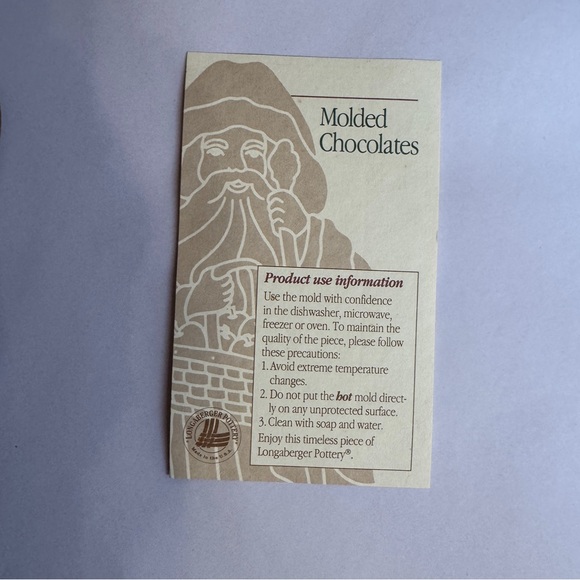 Molded
Chocolates
Product use information
Use the mold with confidence
in the dishwasher, microwave,
freezer or oven. To maintain the
quality of the piece, please follow
these precautions:
1. Avoid extreme temperature
changes.
2. Do not put the hot mold direct-
ly on any unprotected surface.
3. Clean with soap and water.
Enjoy this timeless piece of
Longaberger Pottery®.
LONGABERGER POTTERY
Made in the U.S.A.